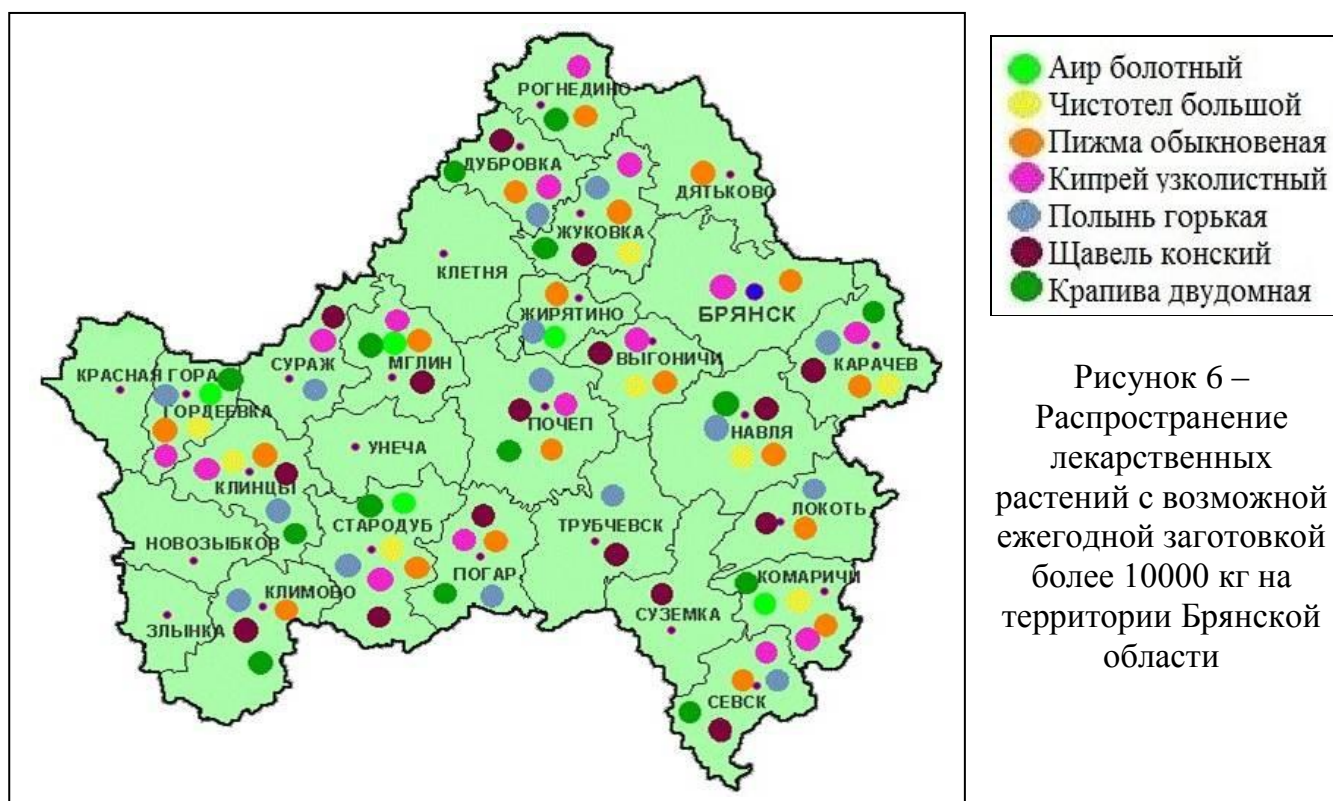 РОГНЕДИНО
ДУБРОВКА
ДЯТЬКОВО
ЖУКОВКА
КЛЕТНЯ
ЖИРЯТИНО
БРЯНСК
ВЫГОНИЧИ
КАРАЧЕВ
СУРАЖ
МГЛИН
КРАСНАЯ ГОРА
ГОРДЕЕВКА
ПОЧЕП
НАВЛЯ
УНЕЧА
КЛИНЦЫ
СТАРОДУБ
ТРУБЧЕВСК
ЛОКОТЬ
НОВОЗЫБКОВ
ПОГАР
КОМАРИЧИ
КЛИМОВО
СУЗЕМКА
ЗЛЫНКА
СЕВСК
Аир болотный
Чистотел большой
Пижма обыкновеная
Кипрей узколистный
Полынь горькая
Щавель конский
Крапива двудомная
Рисунок 6 –
Распространение
лекарственных
растений с возможной
ежегодной заготовкой
более 10000 кг на
территории Брянской
области